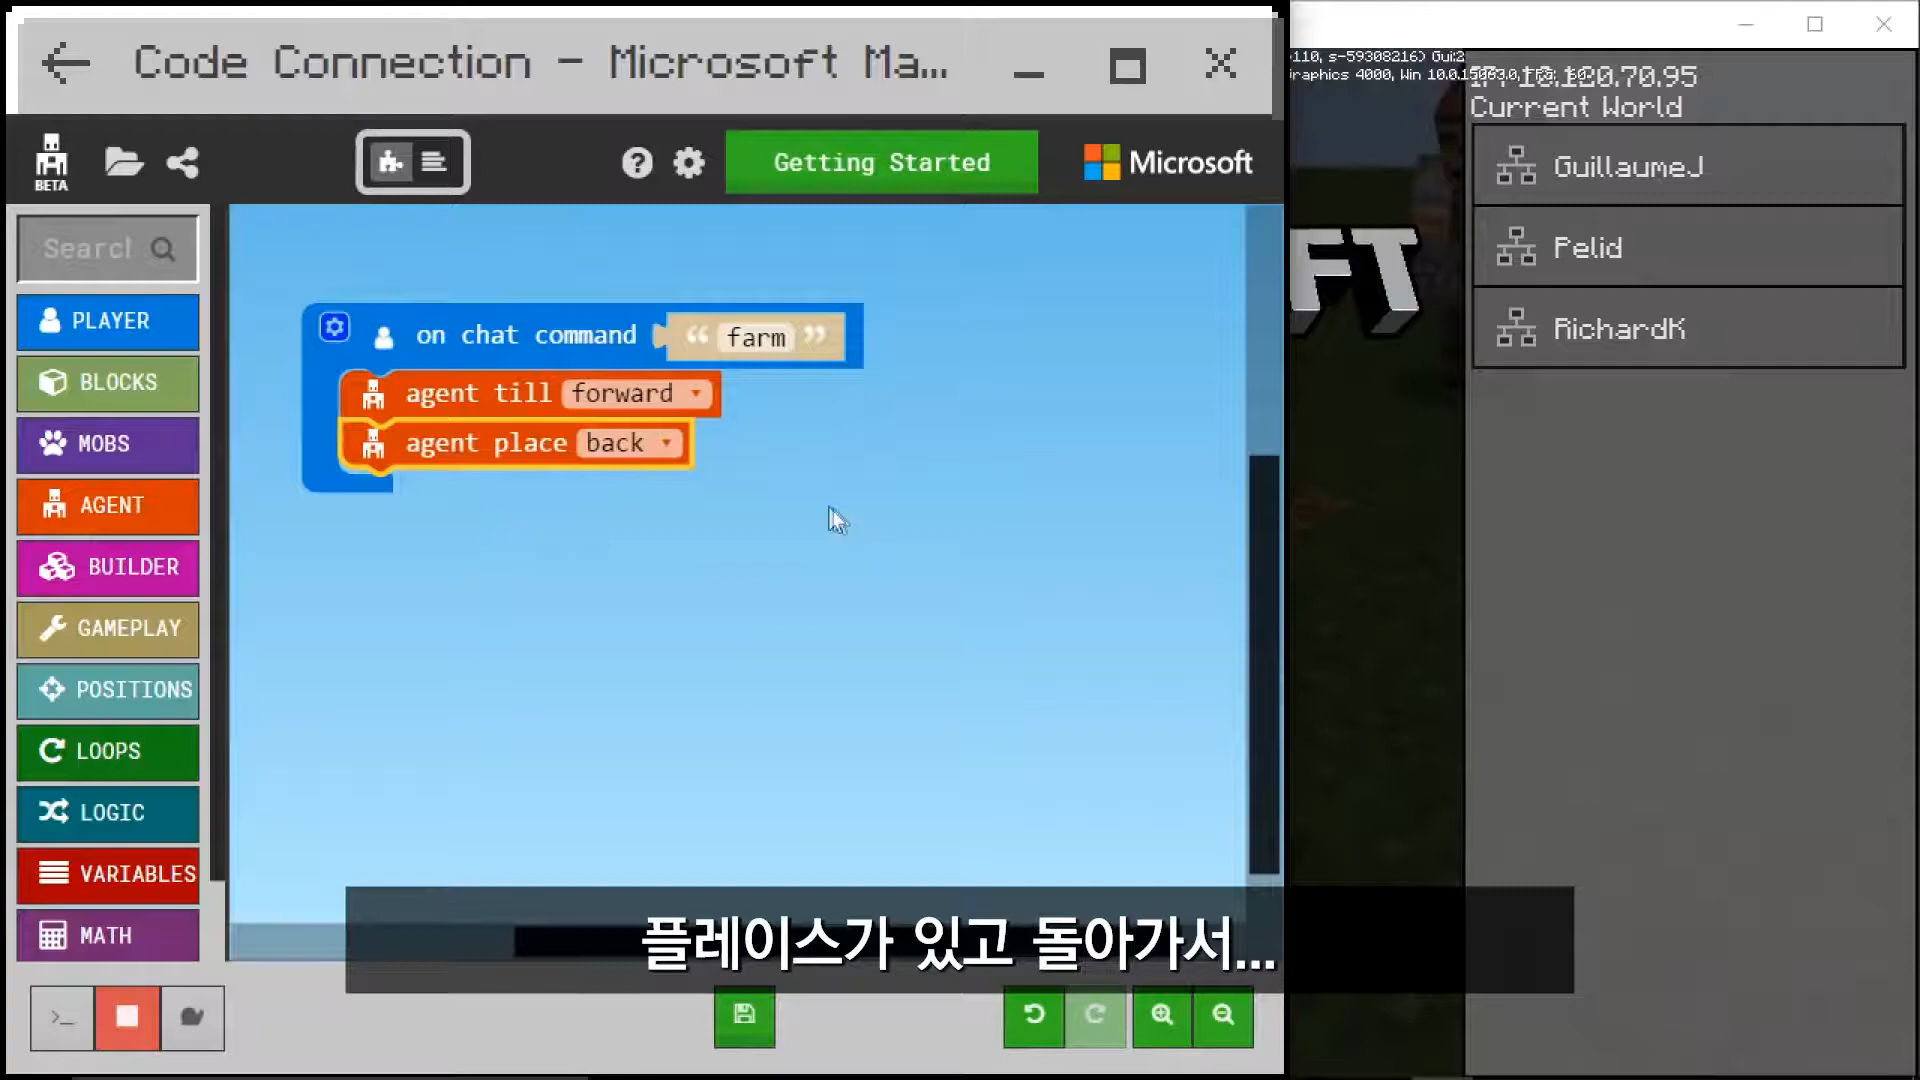 Code Connection - Microsoft Ma...
BETA
Getting Started
Microsoft
Search
PLAYER
BLOCKS
MOBS
AGENT
BUILDER
GAMEPLAY
POSITIONS
LOOPS
LOGIC
VARIABLES
MATH
on chat command “ farm ”
agent till forward
agent place back
플레이스가 있고 돌아가서...
FT
Current World
GuillaumeJ
Pelid
RichardK